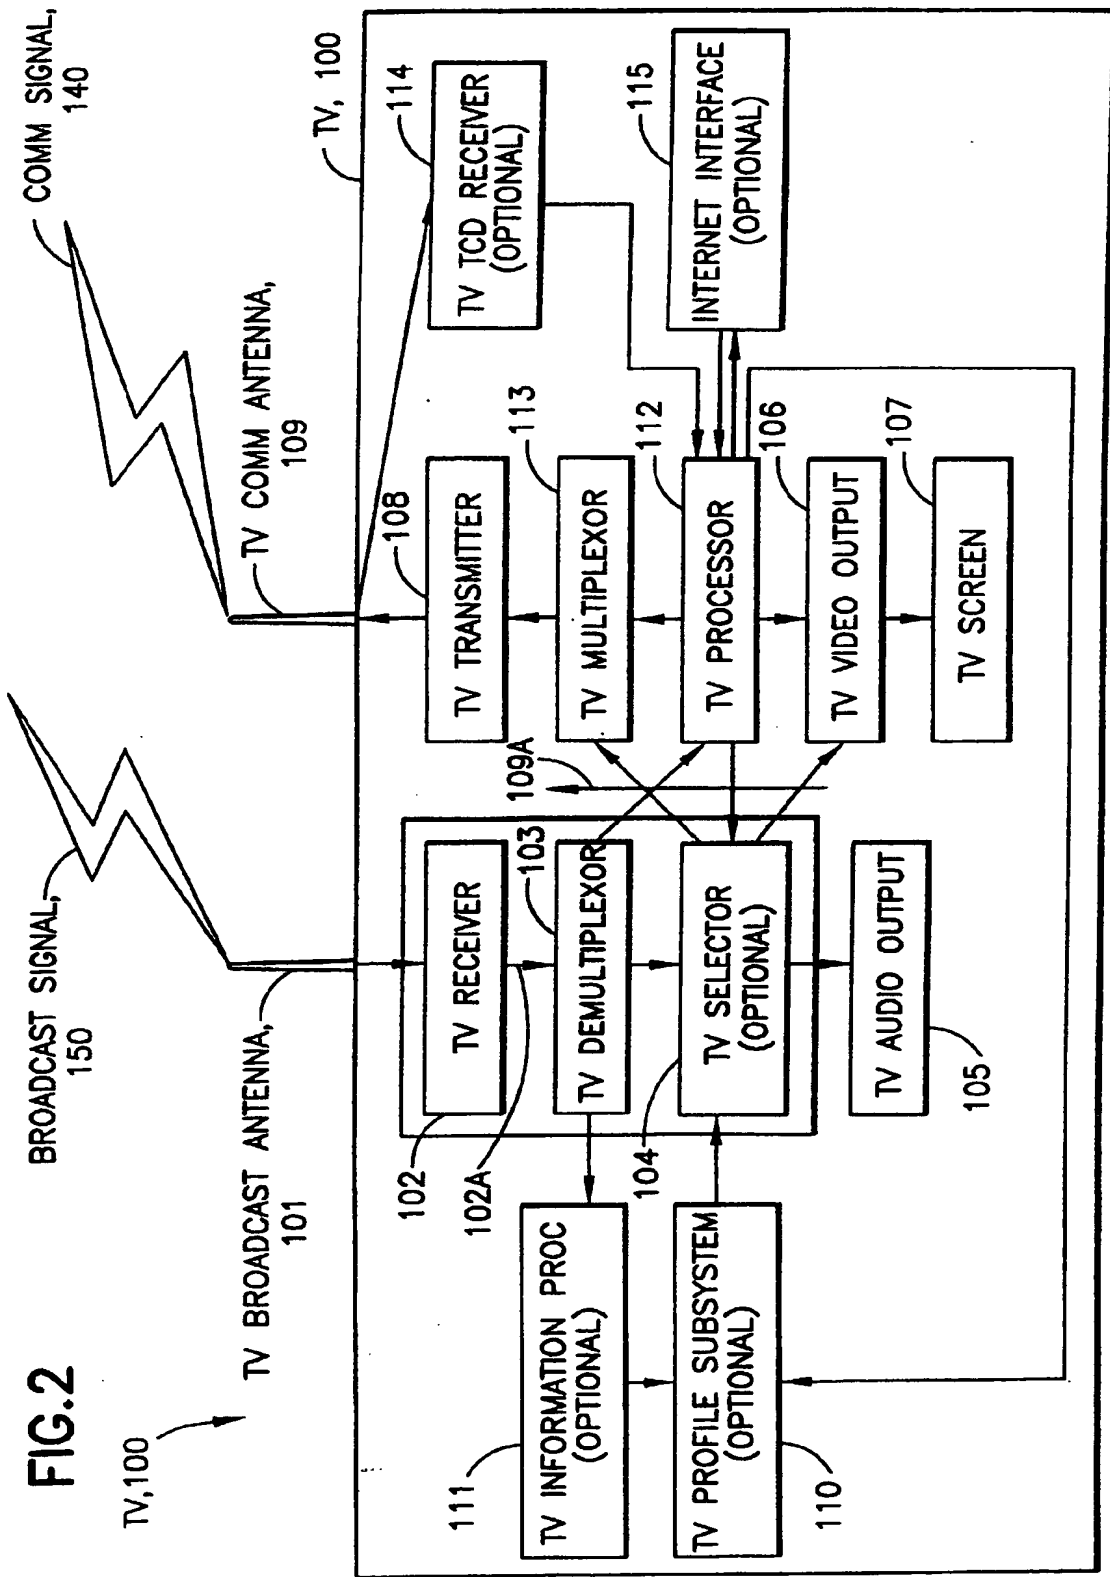 FIG.2
TV,100
BROADCAST SIGNAL,
150
COMM SIGNAL,
140
TV BROADCAST ANTENNA,
101
TV COMM ANTENNA,
109
TV, 100
102
TV RECEIVER
102A
108
TV TRANSMITTER
114
TV TCD RECEIVER
(OPTIONAL)
111
TV INFORMATION PROC
(OPTIONAL)
103
TV DEMULTIPLEXOR
109A
113
TV MULTIPLEXOR
110
TV PROFILE SUBSYSTEM
(OPTIONAL)
104
TV SELECTOR
(OPTIONAL)
112
TV PROCESSOR
115
INTERNET INTERFACE
(OPTIONAL)
105
TV AUDIO OUTPUT
106
TV VIDEO OUTPUT
107
TV SCREEN